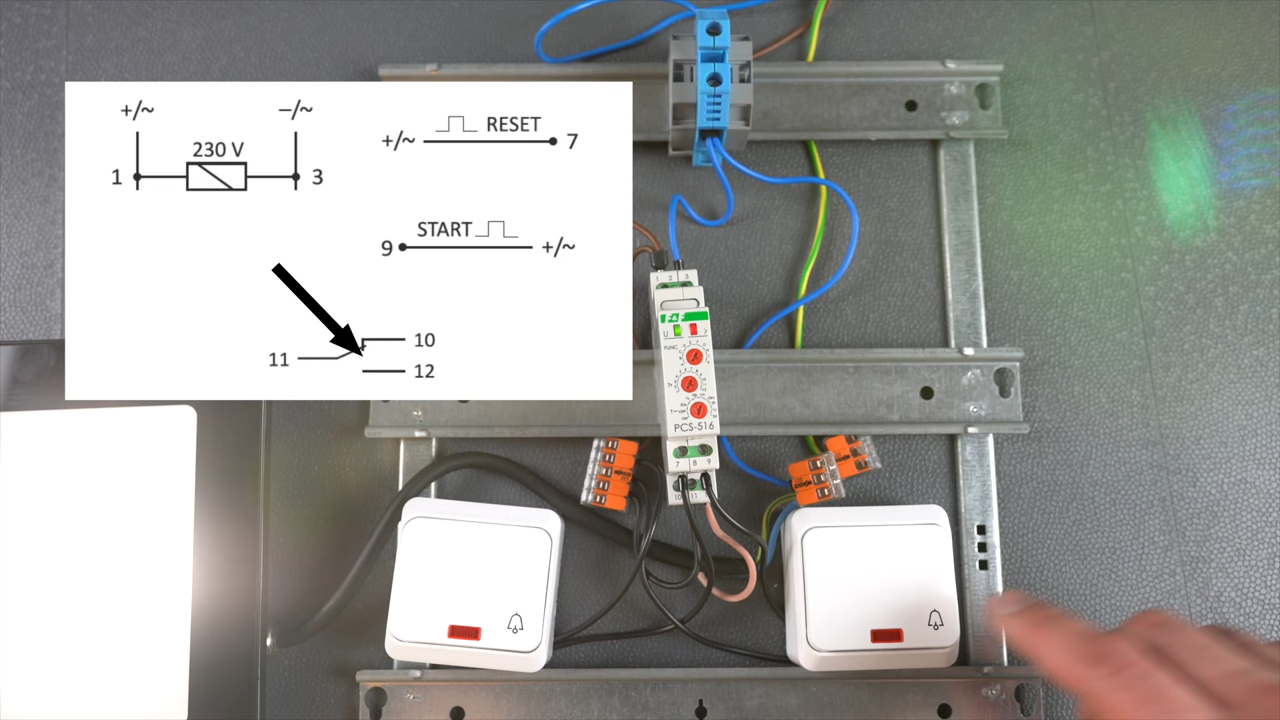 +/~ −/~
230 V
1 3
RESET
+/~ 7
START
9 +/~
10
11
12
1 2 3
F&F
U
FUNC
PCS-516
7 8 9
10 11